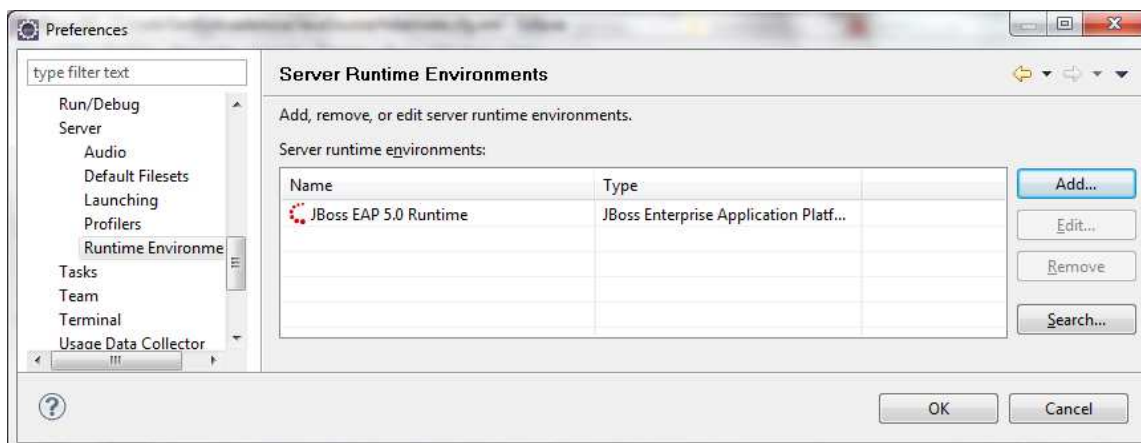 Preferences
type filter text
Run/Debug
Server
Audio
Default Filesets
Launching
Profilers
Runtime Environme
Tasks
Team
Terminal
Usage Data Collector
Server Runtime Environments
Add, remove, or edit server runtime environments.
Server runtime environments:
Name Type
JBoss EAP 5.0 Runtime JBoss Enterprise Application Platf...
Add...
Edit...
Remove
Search...
OK Cancel